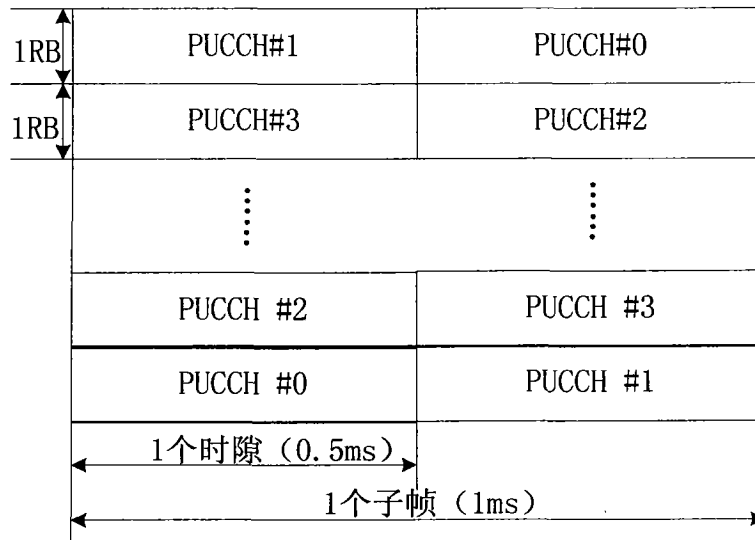 1RB
PUCCH#1
PUCCH#0
1RB
PUCCH#3
PUCCH#2
PUCCH #2
PUCCH #3
PUCCH #0
PUCCH #1
1个时隙（0.5ms）
1个子帧（1ms）